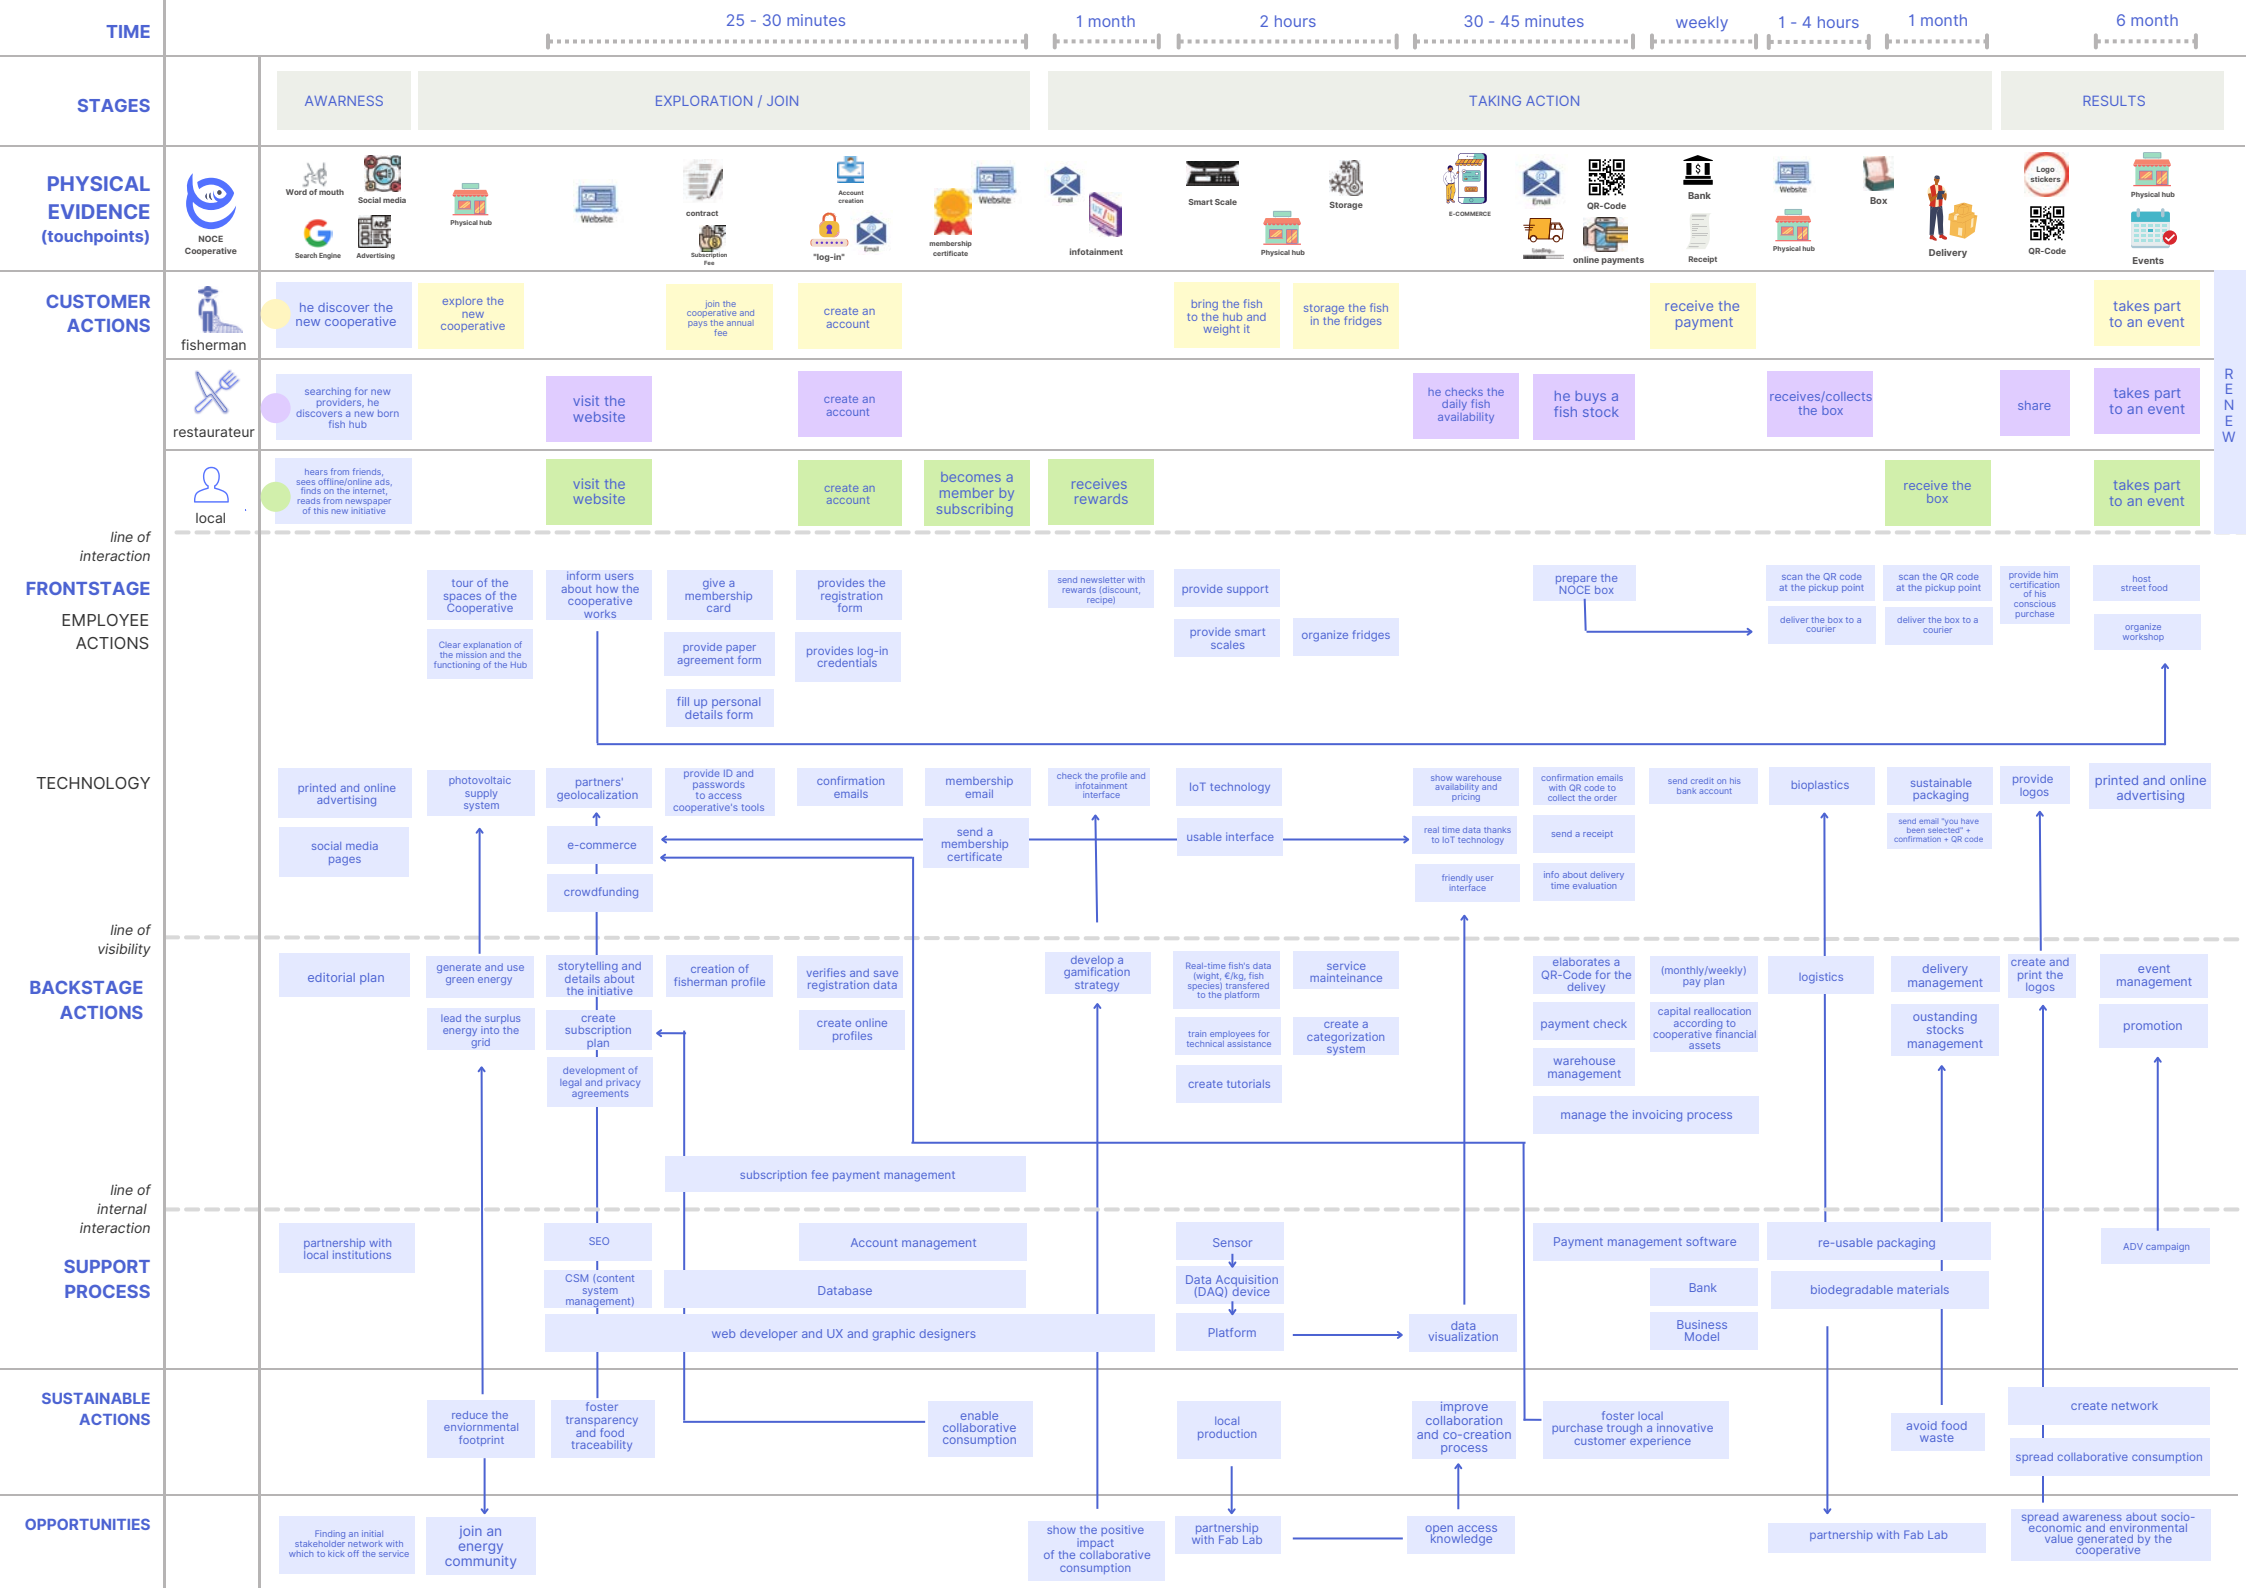 TIME
25 - 30 minutes
1 month
2 hours
30 - 45 minutes
weekly
1 - 4 hours
1 month
6 month
STAGES
AWARNESS
EXPLORATION / JOIN
TAKING ACTION
RESULTS
PHYSICAL
EVIDENCE
(touchpoints)
NOCE
Cooperative
Word of mouth
Social media
Search Engine
Advertising
Physical hub
Website
contract
Subscription
Fee
Account
creation
"log-in"
Email
membership
certificate
Website
Email
infotainment
Smart Scale
Physical hub
Storage
E-COMMERCE
Email
Loading...
QR-Code
online payments
Bank
Receipt
Website
Physical hub
Box
Delivery
Logo
stickers
QR-Code
Physical hub
Events
CUSTOMER
ACTIONS
fisherman
he discover the
new cooperative
explore the
new
cooperative
join the
cooperative and
pays the annual
fee
create an
account
bring the fish
to the hub and
weight it
storage the fish
in the fridges
receive the
payment
takes part
to an event
R
E
N
E
W
restaurateur
searching for new
providers, he
discovers a new born
fish hub
visit the
website
create an
account
he checks the
daily fish
availability
he buys a
fish stock
receives/collects
the box
share
takes part
to an event
local
hears from friends,
sees offline/online ads,
finds on the internet,
reads from newspaper
of this new initiative
visit the
website
create an
account
becomes a
member by
subscribing
receives
rewards
receive the
box
takes part
to an event
line of
interaction
FRONTSTAGE
EMPLOYEE
ACTIONS
tour of the
spaces of the
Cooperative
Clear explanation of
the mission and the
functioning of the Hub
inform users
about how the
cooperative
works
give a
membership
card
provide paper
agreement form
fill up personal
details form
provides the
registration
form
provides log-in
credentials
send newsletter with
rewards (discount,
recipe)
provide support
provide smart
scales
organize fridges
prepare the
NOCE box
scan the QR code
at the pickup point
deliver the box to a
courier
scan the QR code
at the pickup point
deliver the box to a
courier
provide him
certification
of his
conscious
purchase
host
street food
organize
workshop
TECHNOLOGY
printed and online
advertising
social media
pages
photovoltaic
supply
system
partners'
geolocalization
e-commerce
crowdfunding
provide ID and
passwords
to access
cooperative's tools
confirmation
emails
membership
email
send a
membership
certificate
check the profile and
infotainment
interface
IoT technology
usable interface
show warehouse
availability and
pricing
real time data thanks
to IoT technology
friendly user
interface
confirmation emails
with QR code to
collect the order
send a receipt
info about delivery
time evaluation
send credit on his
bank account
bioplastics
sustainable
packaging
send email "you have
been selected" +
confirmation + QR code
provide
logos
printed and online
advertising
line of
visibility
BACKSTAGE
ACTIONS
editorial plan
generate and use
green energy
lead the surplus
energy into the
grid
storytelling and
details about
the initiative
create
subscription
plan
development of
legal and privacy
agreements
creation of
fisherman profile
verifies and save
registration data
create online
profiles
subscription fee payment management
develop a
gamification
strategy
Real-time fish's data
(wight, €/kg, fish
species) transfered
to the platform
train employees for
technical assistance
create tutorials
service
mainteinance
create a
categorization
system
elaborates a
QR-Code for the
delivey
payment check
warehouse
management
manage the invoicing process
(monthly/weekly)
pay plan
capital reallocation
according to
cooperative financial
assets
logistics
delivery
management
oustanding
stocks
management
create and
print the
logos
event
management
promotion
line of
internal
interaction
SUPPORT
PROCESS
partnership with
local institutions
SEO
CSM (content
system
management)
Account management
Database
web developer and UX and graphic designers
Sensor
Data Acquisition
(DAQ) device
Platform
data
visualization
Payment management software
Bank
Business
Model
re-usable packaging
biodegradable materials
ADV campaign
SUSTAINABLE
ACTIONS
reduce the
enviornmental
footprint
foster
transparency
and food
traceability
enable
collaborative
consumption
local
production
improve
collaboration
and co-creation
process
foster local
purchase trough a innovative
customer experience
avoid food
waste
create network
spread collaborative consumption
OPPORTUNITIES
Finding an initial
stakeholder network with
which to kick off the service
join an
energy
community
show the positive
impact
of the collaborative
consumption
partnership
with Fab Lab
open access
knowledge
partnership with Fab Lab
spread awareness about socio-
economic and environmental
value generated by the
cooperative